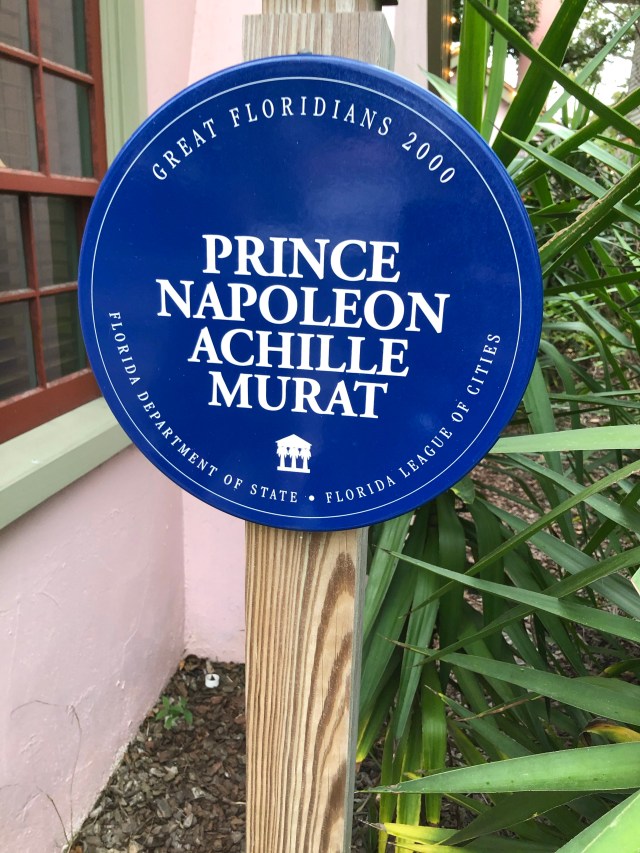 GREAT FLORIDIANS 2000
PRINCE
NAPOLEON
ACHILLE
MURAT
FLORIDA DEPARTMENT OF STATE • FLORIDA LEAGUE OF CITIES